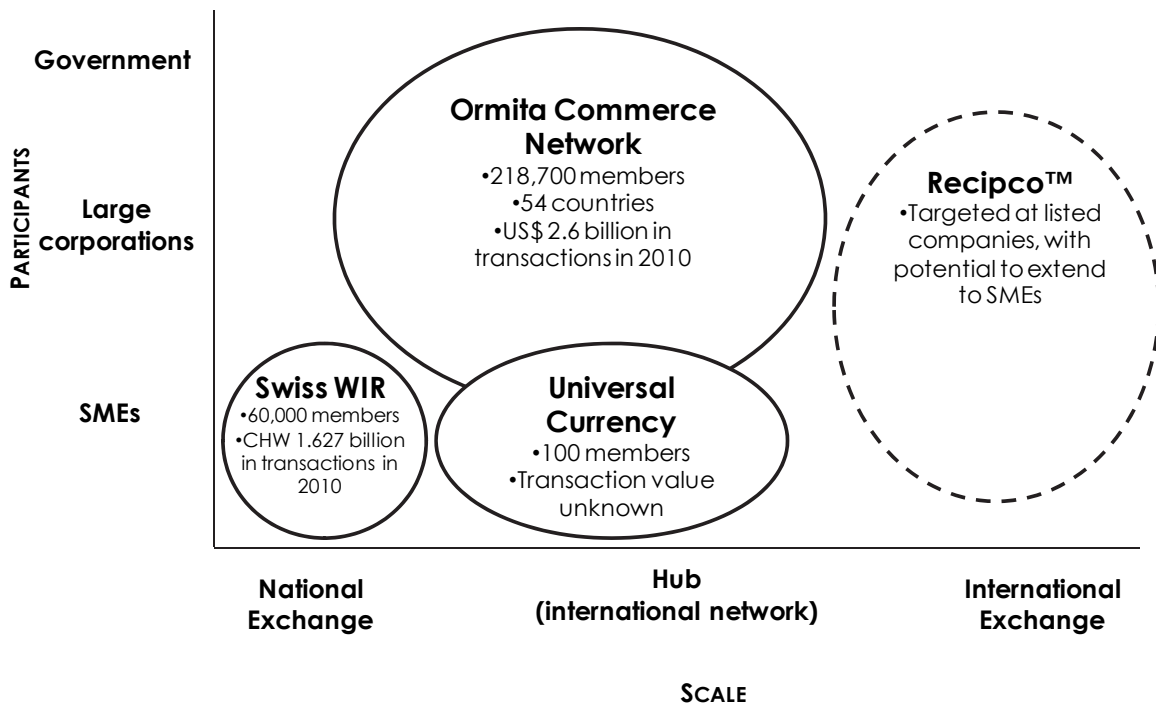 Government
Large
corporations
SMEs
PARTICIPANTS
Ormita Commerce
Network
•218,700 members
•54 countries
•US$ 2.6 billion in
transactions in 2010
Recipco™
•Targeted at listed
companies, with
potential to extend
to SMEs
Swiss WIR
•60,000 members
•CHW 1.627 billion
in transactions in
2010
Universal
Currency
•100 members
•Transaction value
unknown
National
Exchange
Hub
(international network)
International
Exchange
SCALE